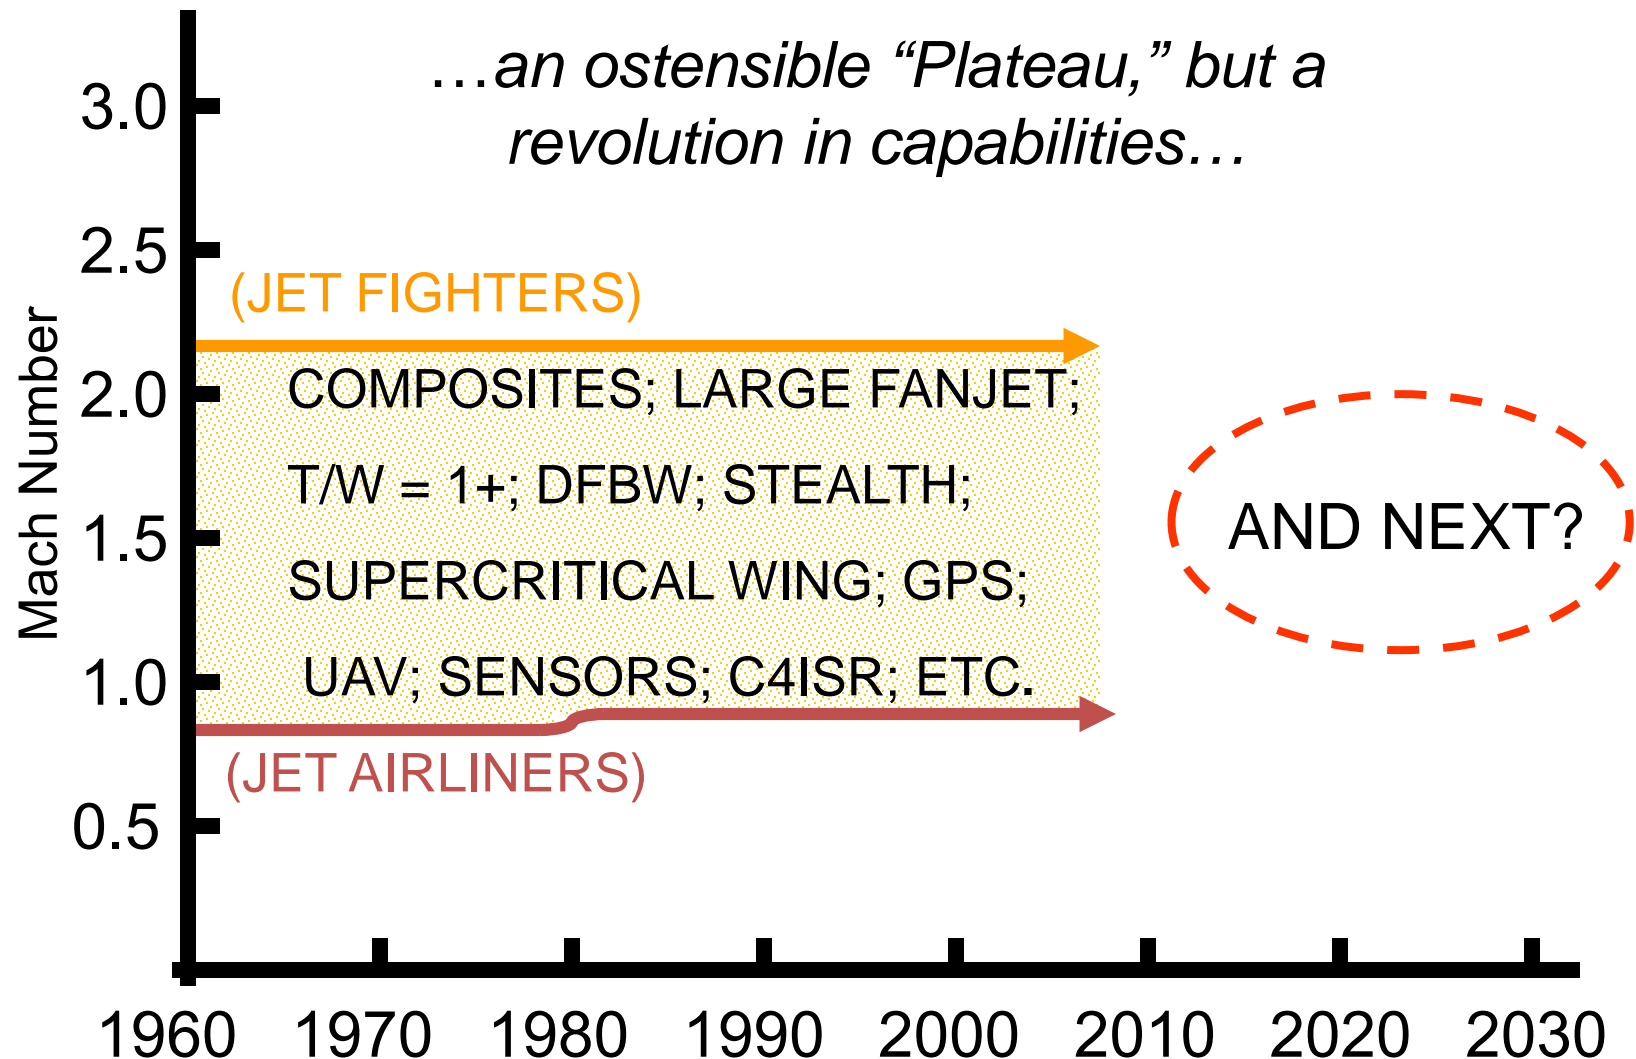 …an ostensible “Plateau,” but a
revolution in capabilities…
3.0
2.5
2.0
1.5
1.0
0.5
Mach Number
(JET FIGHTERS)
COMPOSITES; LARGE FANJET;
T/W = 1+; DFBW; STEALTH;
SUPERCRITICAL WING; GPS;
UAV; SENSORS; C4ISR; ETC.
(JET AIRLINERS)
AND NEXT?
1960 1970 1980 1990 2000 2010 2020 2030